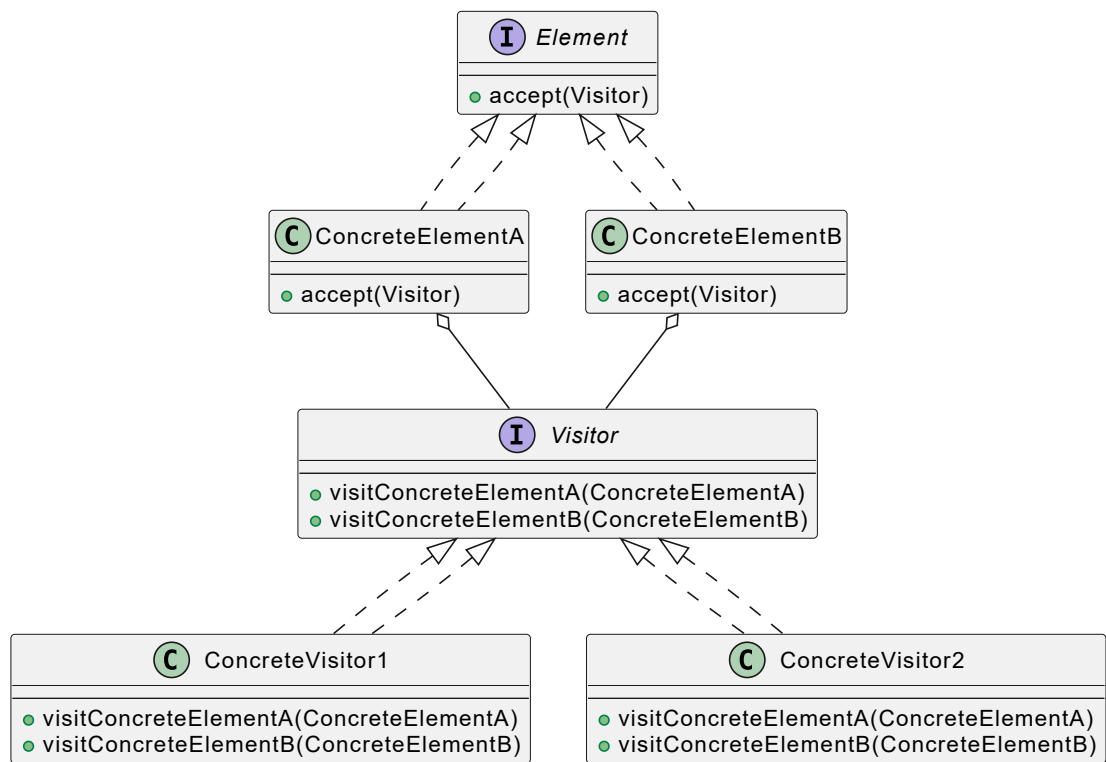 I Element
accept(Visitor)
C ConcreteElementA
accept(Visitor)
C ConcreteElementB
accept(Visitor)
I Visitor
visitConcreteElementA(ConcreteElementA)
visitConcreteElementB(ConcreteElementB)
C ConcreteVisitor1
visitConcreteElementA(ConcreteElementA)
visitConcreteElementB(ConcreteElementB)
C ConcreteVisitor2
visitConcreteElementA(ConcreteElementA)
visitConcreteElementB(ConcreteElementB)